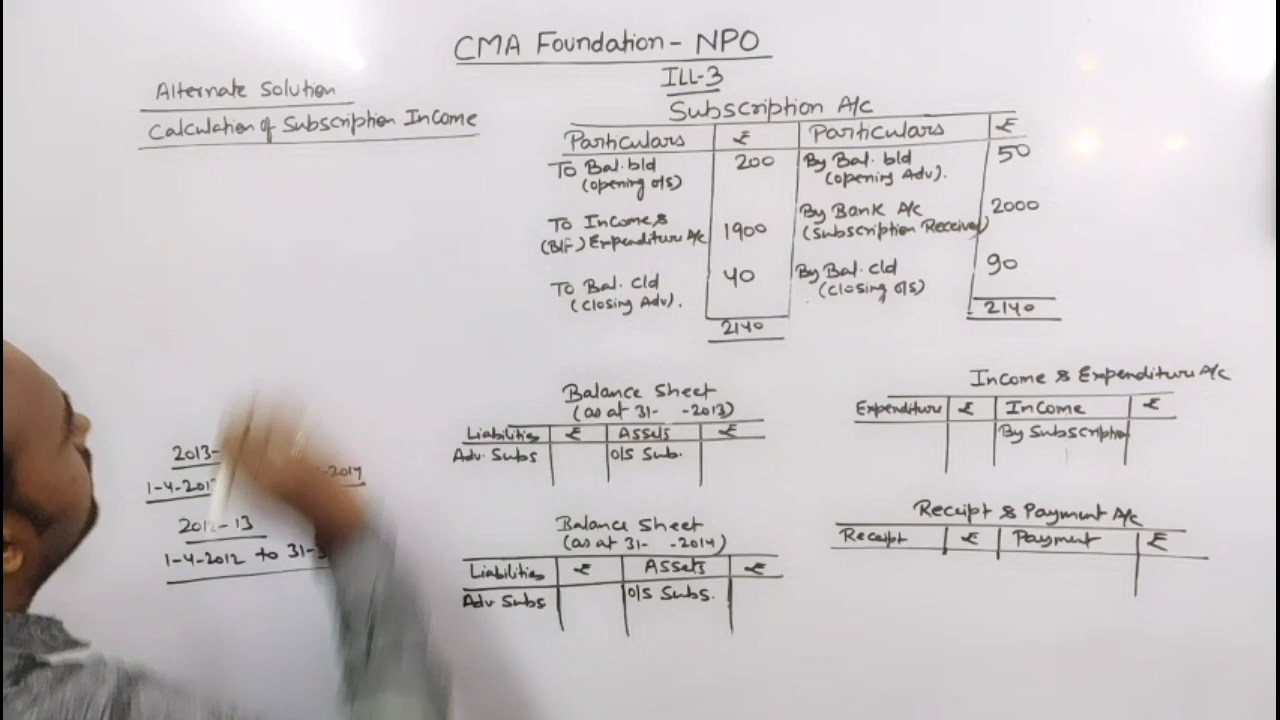 CMA Foundation - NPO
ILL-3
Alternate Solution
Calculation of Subscription Income
Subscription A/c
Particulars ₹ Particulars ₹
To Bal. b/d 200 By Bal. b/d 50
(opening o/s) (opening Adv).
To Income & 1900 By Bank A/c 2000
(B/F) Expenditure A/c (Subscription Received)
To Bal. c/d 40 By Bal. c/d 90
(closing Adv). (closing o/s)
2140 2140
Balance Sheet
(as at 31- -2013)
Liabilities ₹ Assets ₹
Adv. Subs O/S Sub.
Income & Expenditure A/c
Expenditure ₹ Income ₹
By Subscription
2013-
1-4-201 -2014
2012-13
1-4-2012 to 31-3
Balance Sheet
(as at 31- -2014)
Liabilities ₹ Assets ₹
Adv Subs O/S Subs.
Receipt & Payment A/c
Receipt ₹ Payment ₹